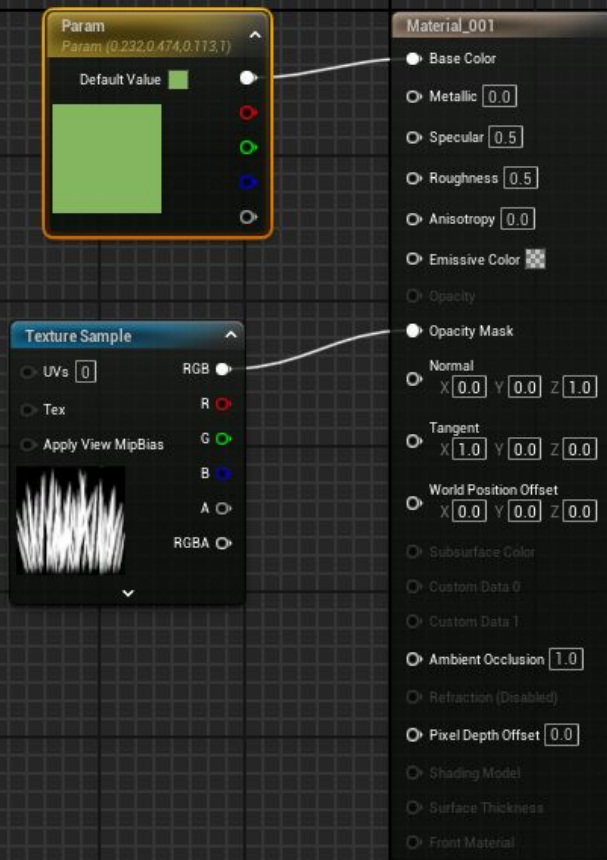 Param
Param (0.232,0.474,0.113,1)
Default Value
Texture Sample
UVs 0
RGB
Tex
R
Apply View MipBias
G
B
A
RGBA
Material_001
Base Color
Metallic 0.0
Specular 0.5
Roughness 0.5
Anisotropy 0.0
Emissive Color
Opacity
Opacity Mask
Normal
X 0.0 Y 0.0 Z 1.0
Tangent
X 1.0 Y 0.0 Z 0.0
World Position Offset
X 0.0 Y 0.0 Z 0.0
Subsurface Color
Custom Data 0
Custom Data 1
Ambient Occlusion 1.0
Refraction (Disabled)
Pixel Depth Offset 0.0
Shading Model
Surface Thickness
Front Material